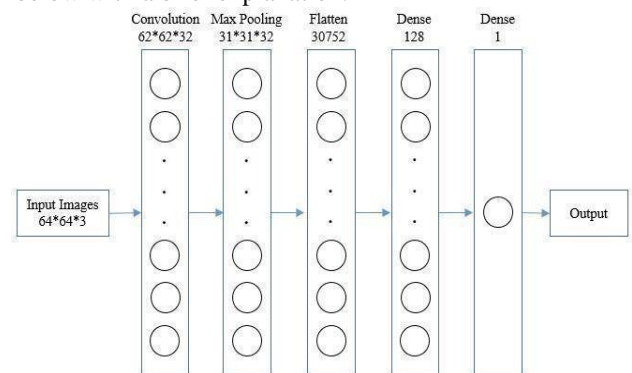 Convolution
62*62*32
Max Pooling
31*31*32
Flatten
30752
Dense
128
Dense
1
Input Images
64*64*3
Output